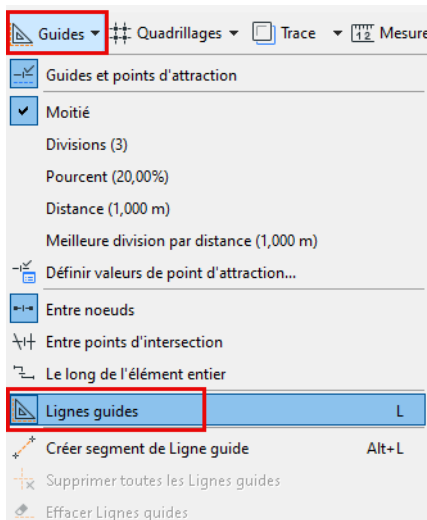 Guides Quadrillages Trace Mesure
Guides et points d'attraction
Moitié
Divisions (3)
Pourcent (20,00%)
Distance (1,000 m)
Meilleure division par distance (1,000 m)
Définir valeurs de point d'attraction...
Entre noeuds
Entre points d'intersection
Le long de l'élément entier
Lignes guides L
Créer segment de Ligne guide Alt+L
Supprimer toutes les Lignes guides
Effacer Lignes guides